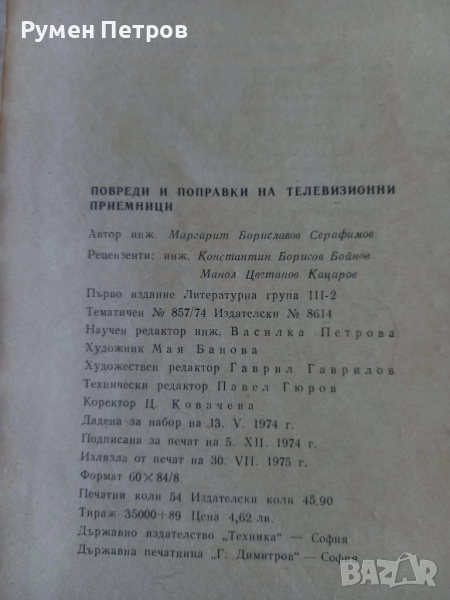 Румен Петров
ПОВРЕДИ И ПОПРАВКИ НА ТЕЛЕВИЗИОННИ
ПРИЕМНИЦИ
Автор инж. Маргарит Бориславов Серафимов
Рецензенти: инж. Константин Борисов Бойнов
Манол Цветанов Кацаров
Първо издание Литературна група III-2
Тематичен № 857/74 Издателски № 8614
Научен редактор инж. Василка Петрова
Художник Мая Банова
Художествен редактор Гаврил Гаврилов
Технически редактор Павел Гюров
Коректор Ц. Ковачева
Дадена за набор на 13. V. 1974 г.
Подписана за печат на 5. XII. 1974 г.
Излязла от печат на 30. VII. 1975 г.
Формат 60×84/8
Печатни коли 54 Издателски коли 45,90
Тираж 35000+89 Цена 4,62 лв.
Държавно издателство „Техника" — София
Държавна печатница „Г. Димитров" — София
BAZAR